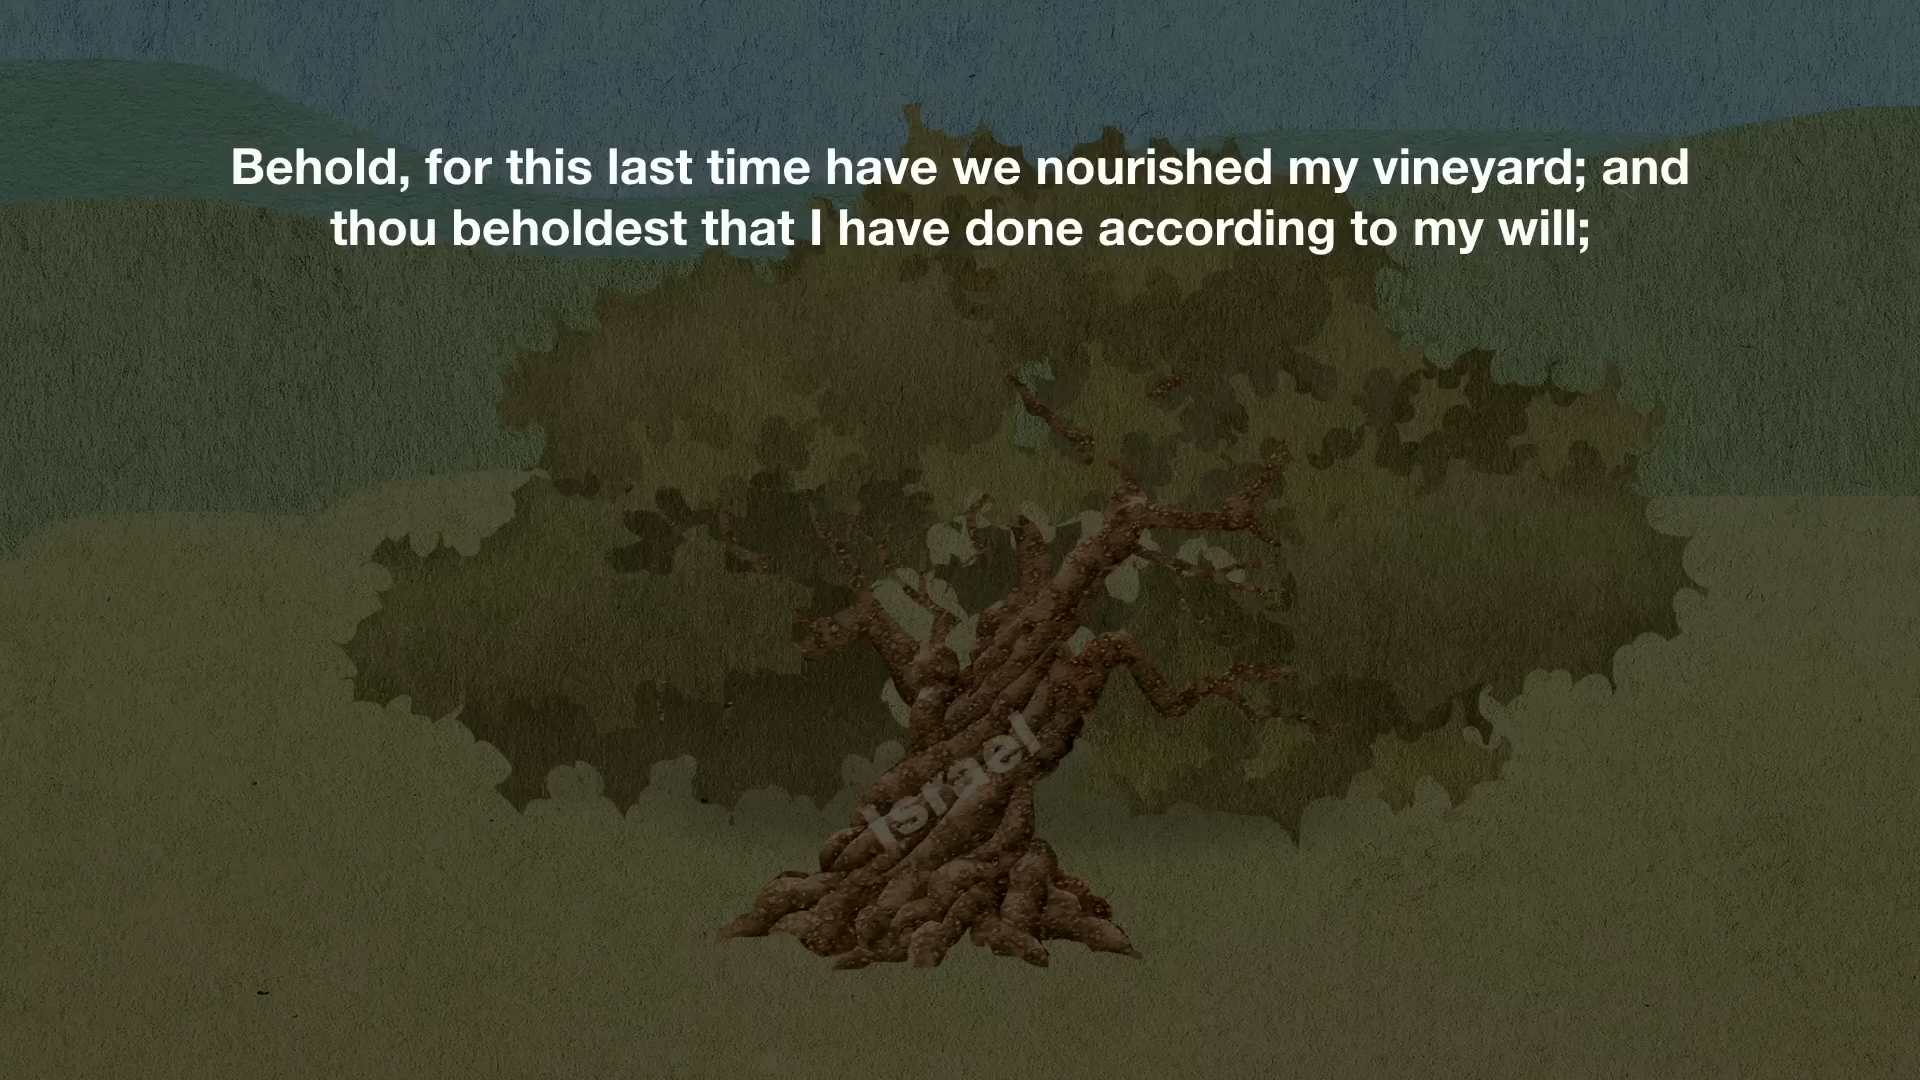 Behold, for this last time have we nourished my vineyard; and
thou beholdest that I have done according to my will;
Israel